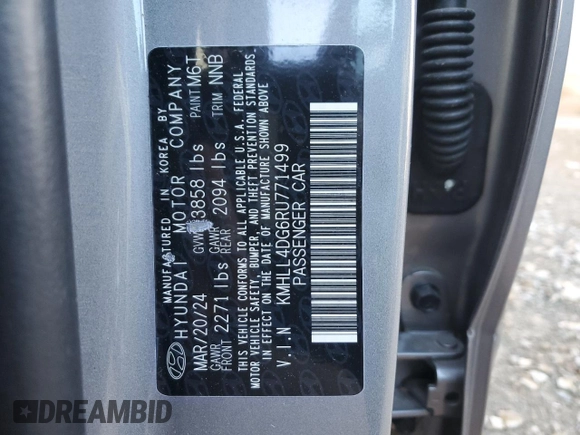 MANUFACTURED IN KOREA BY
HYUNDAI MOTOR COMPANY
MAR/20/24 GVWR 3858 lbs PAINT M6T
GAWR FRONT 2271 lbs GAWR REAR 2094 lbs TRIM NNB
THIS VEHICLE CONFORMS TO ALL APPLICABLE U.S.A. FEDERAL
MOTOR VEHICLE SAFETY, BUMPER, AND THEFT PREVENTION STANDARDS
IN EFFECT ON THE DATE OF MANUFACTURE SHOWN ABOVE
V.I.N KMHLL4DG6RU771499
PASSENGER CAR
DREAMBID